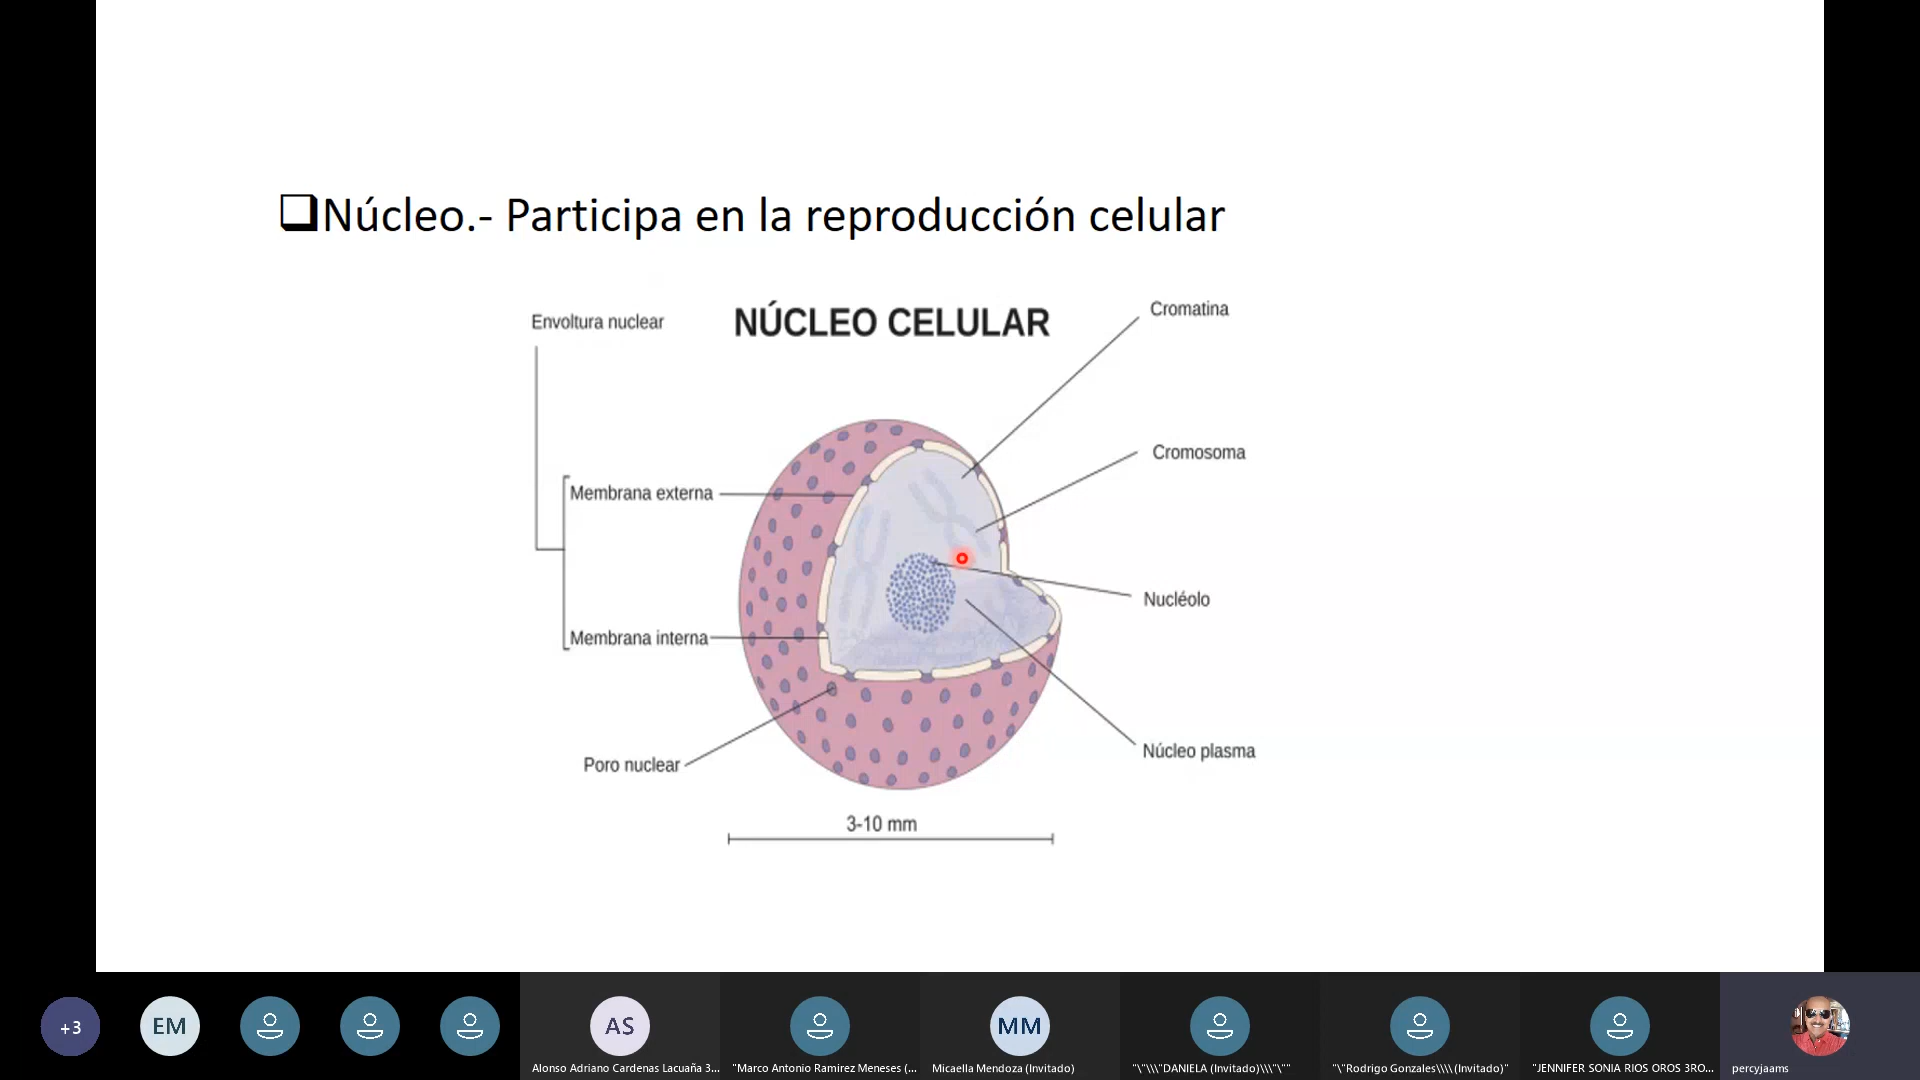 ❑Núcleo.- Participa en la reproducción celular
NÚCLEO CELULAR
Envoltura nuclear
Membrana externa
Membrana interna
Poro nuclear
Cromatina
Cromosoma
Nucléolo
Núcleo plasma
3-10 mm
+3
EM
AS
MM
Alonso Adriano Cardenas Lacuaña 3...
"Marco Antonio Ramirez Meneses (...
Micaella Mendoza (Invitado)
"\"\\\"DANIELA (Invitado)\\\"\""
"\"Rodrigo Gonzales\\\\ (Invitado)"
"JENNIFER SONIA RIOS OROS 3RO...
percyjaams